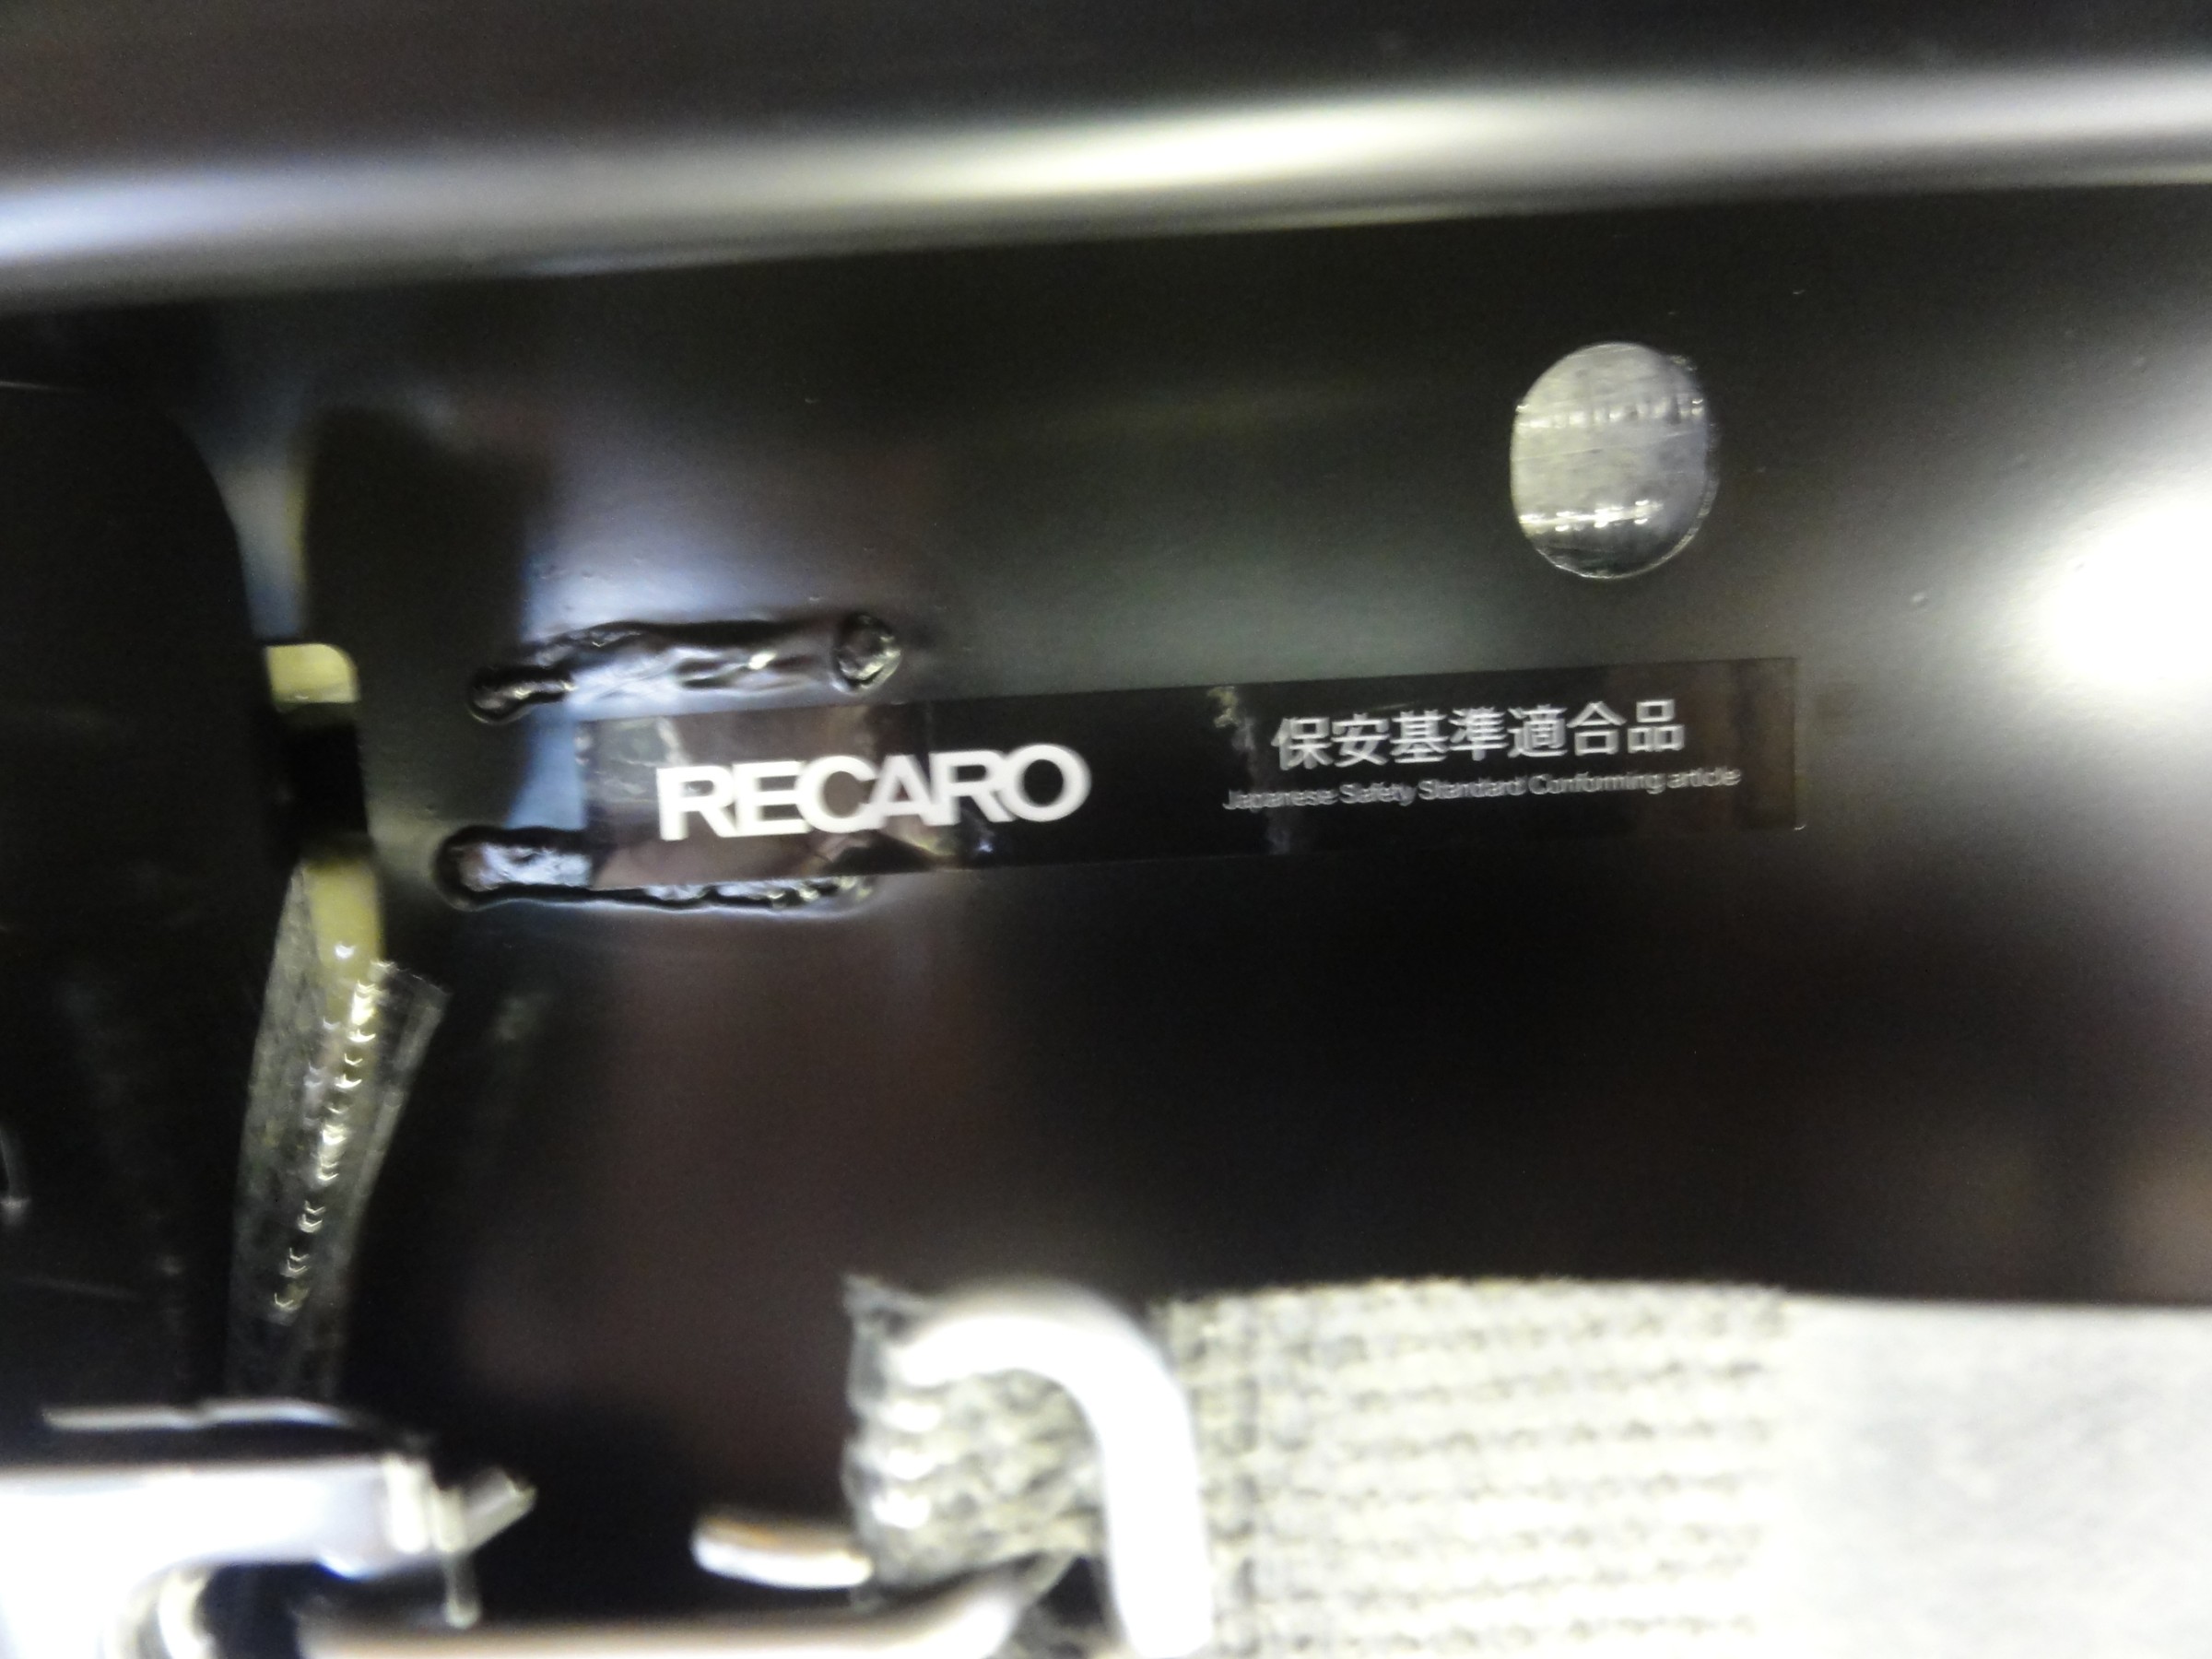 RECARO
保安基準適合品
Japanese Safety Standard Conforming article